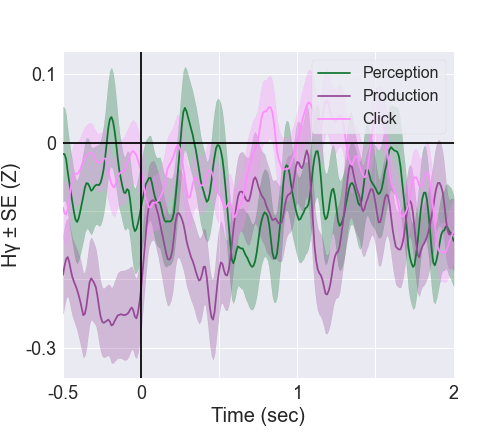 Perception
Production
Click
0.1
0
-0.3
Hγ ± SE (Z)
-0.5
0
1
2
Time (sec)